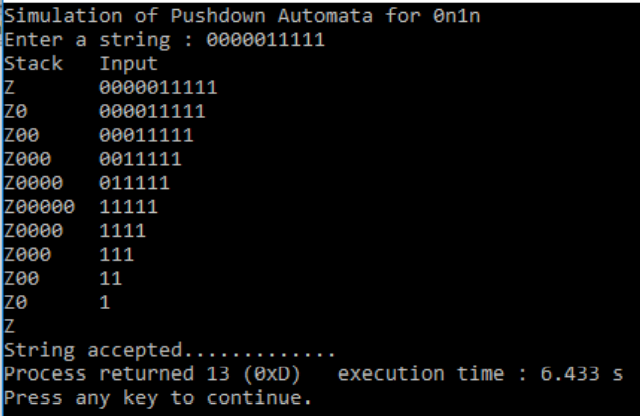 Simulation of Pushdown Automata for 0n1n
Enter a string : 0000011111
Stack   Input
Z       0000011111
Z0      000011111
Z00     00011111
Z000    0011111
Z0000   011111
Z00000  11111
Z0000   1111
Z000    111
Z00     11
Z0      1
Z
String accepted.............
Process returned 13 (0xD)   execution time : 6.433 s
Press any key to continue.